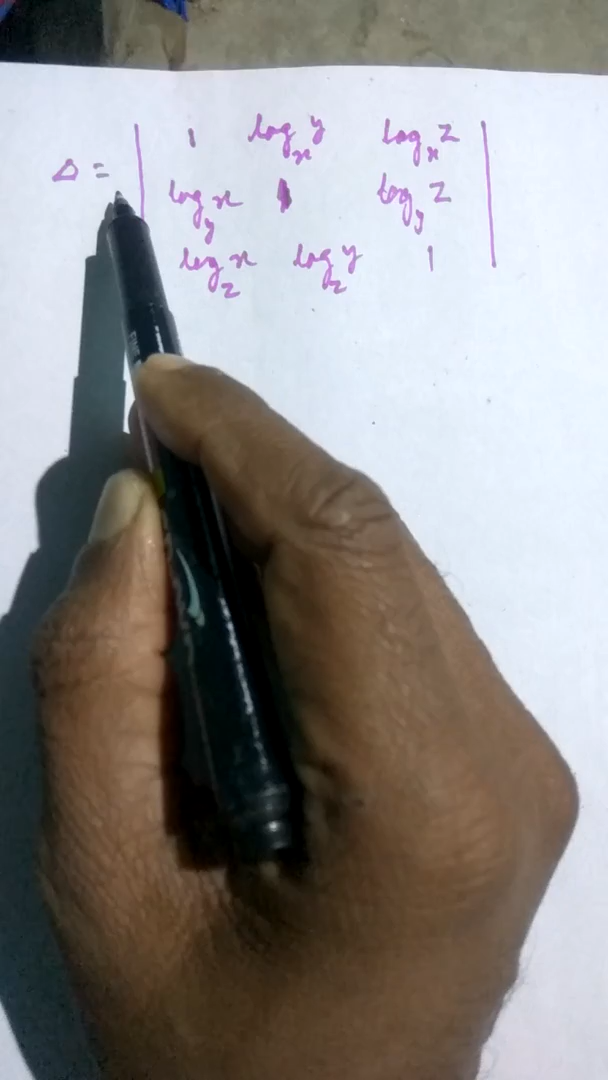 Δ = | 1 log_x y log_x z |
| log_y x 1 log_y z |
log_z x log_z y 1 |